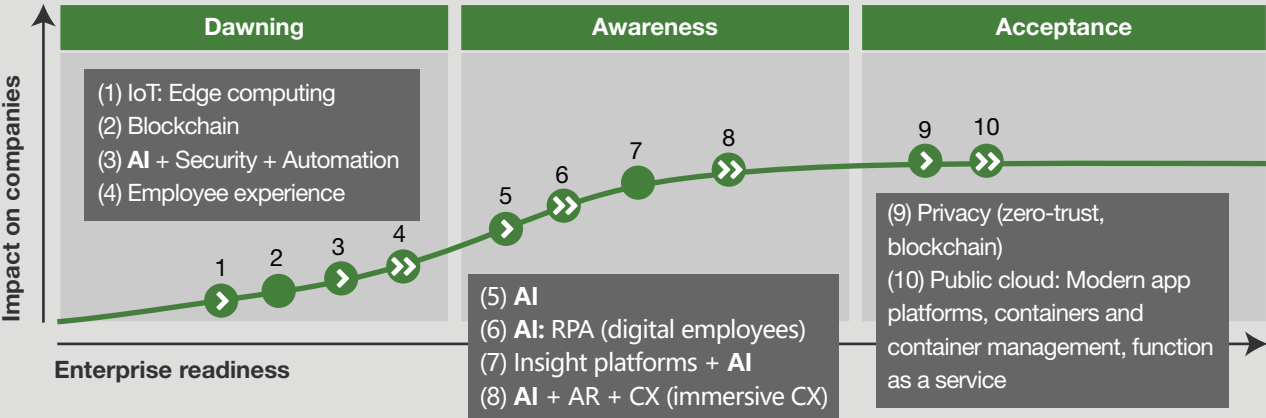 Dawning
Awareness
Acceptance
Impact on companies
(1) IoT: Edge computing
(2) Blockchain
(3) AI + Security + Automation
(4) Employee experience
1
2
3
4
5
6
7
8
9
10
(5) AI
(6) AI: RPA (digital employees)
(7) Insight platforms + AI
(8) AI + AR + CX (immersive CX)
(9) Privacy (zero-trust,
blockchain)
(10) Public cloud: Modern app
platforms, containers and
container management, function
as a service
Enterprise readiness